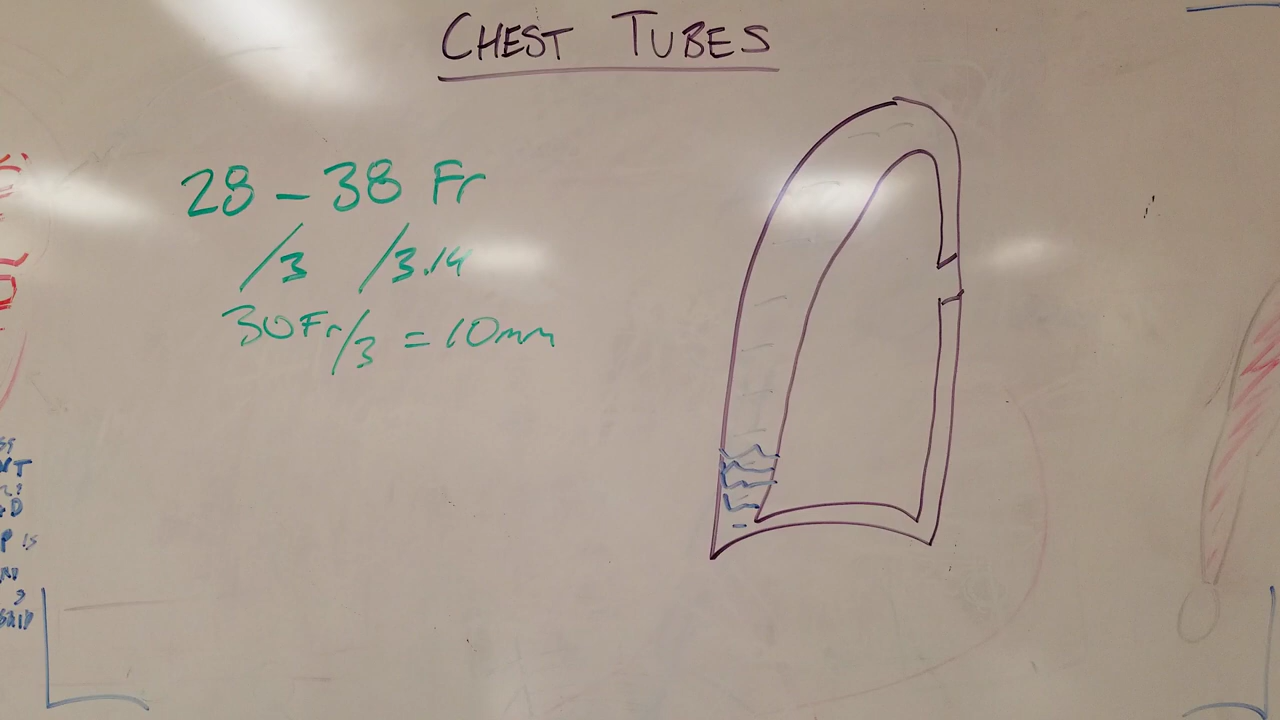 CHEST TUBES
28 - 38 Fr
/3 /3.14
30Fr/3 = 10mm